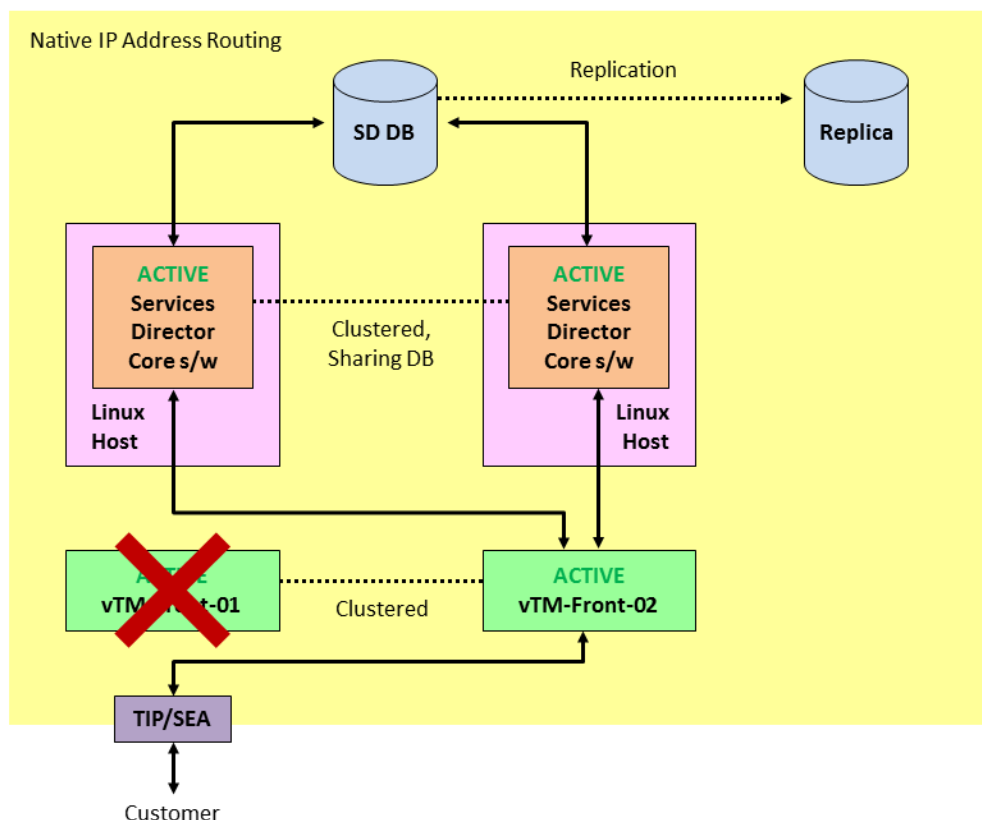 Native IP Address Routing
Replication
SD DB
Replica
ACTIVE
Services
Director
Core s/w
ACTIVE
Services
Director
Core s/w
Clustered,
Sharing DB
Linux
Host
Linux
Host
ACTIVE
vTM-Front-02
Clustered
TIP/SEA
Customer